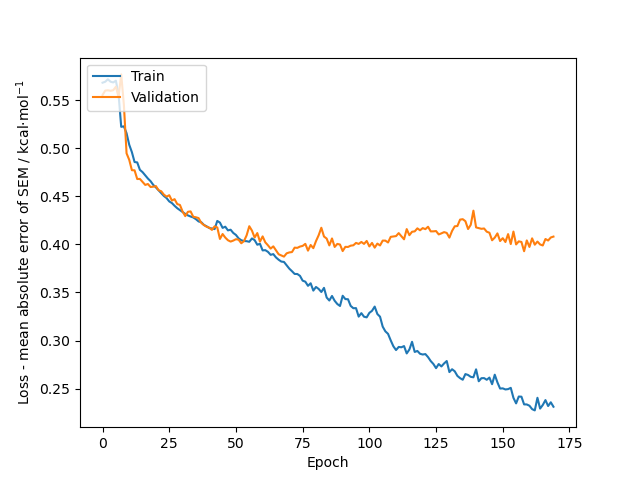 Train
Validation
0.55
0.50
0.45
0.40
0.35
0.30
0.25
Loss - mean absolute error of SEM / kcal·mol⁻¹
0 25 50 75 100 125 150 175
Epoch